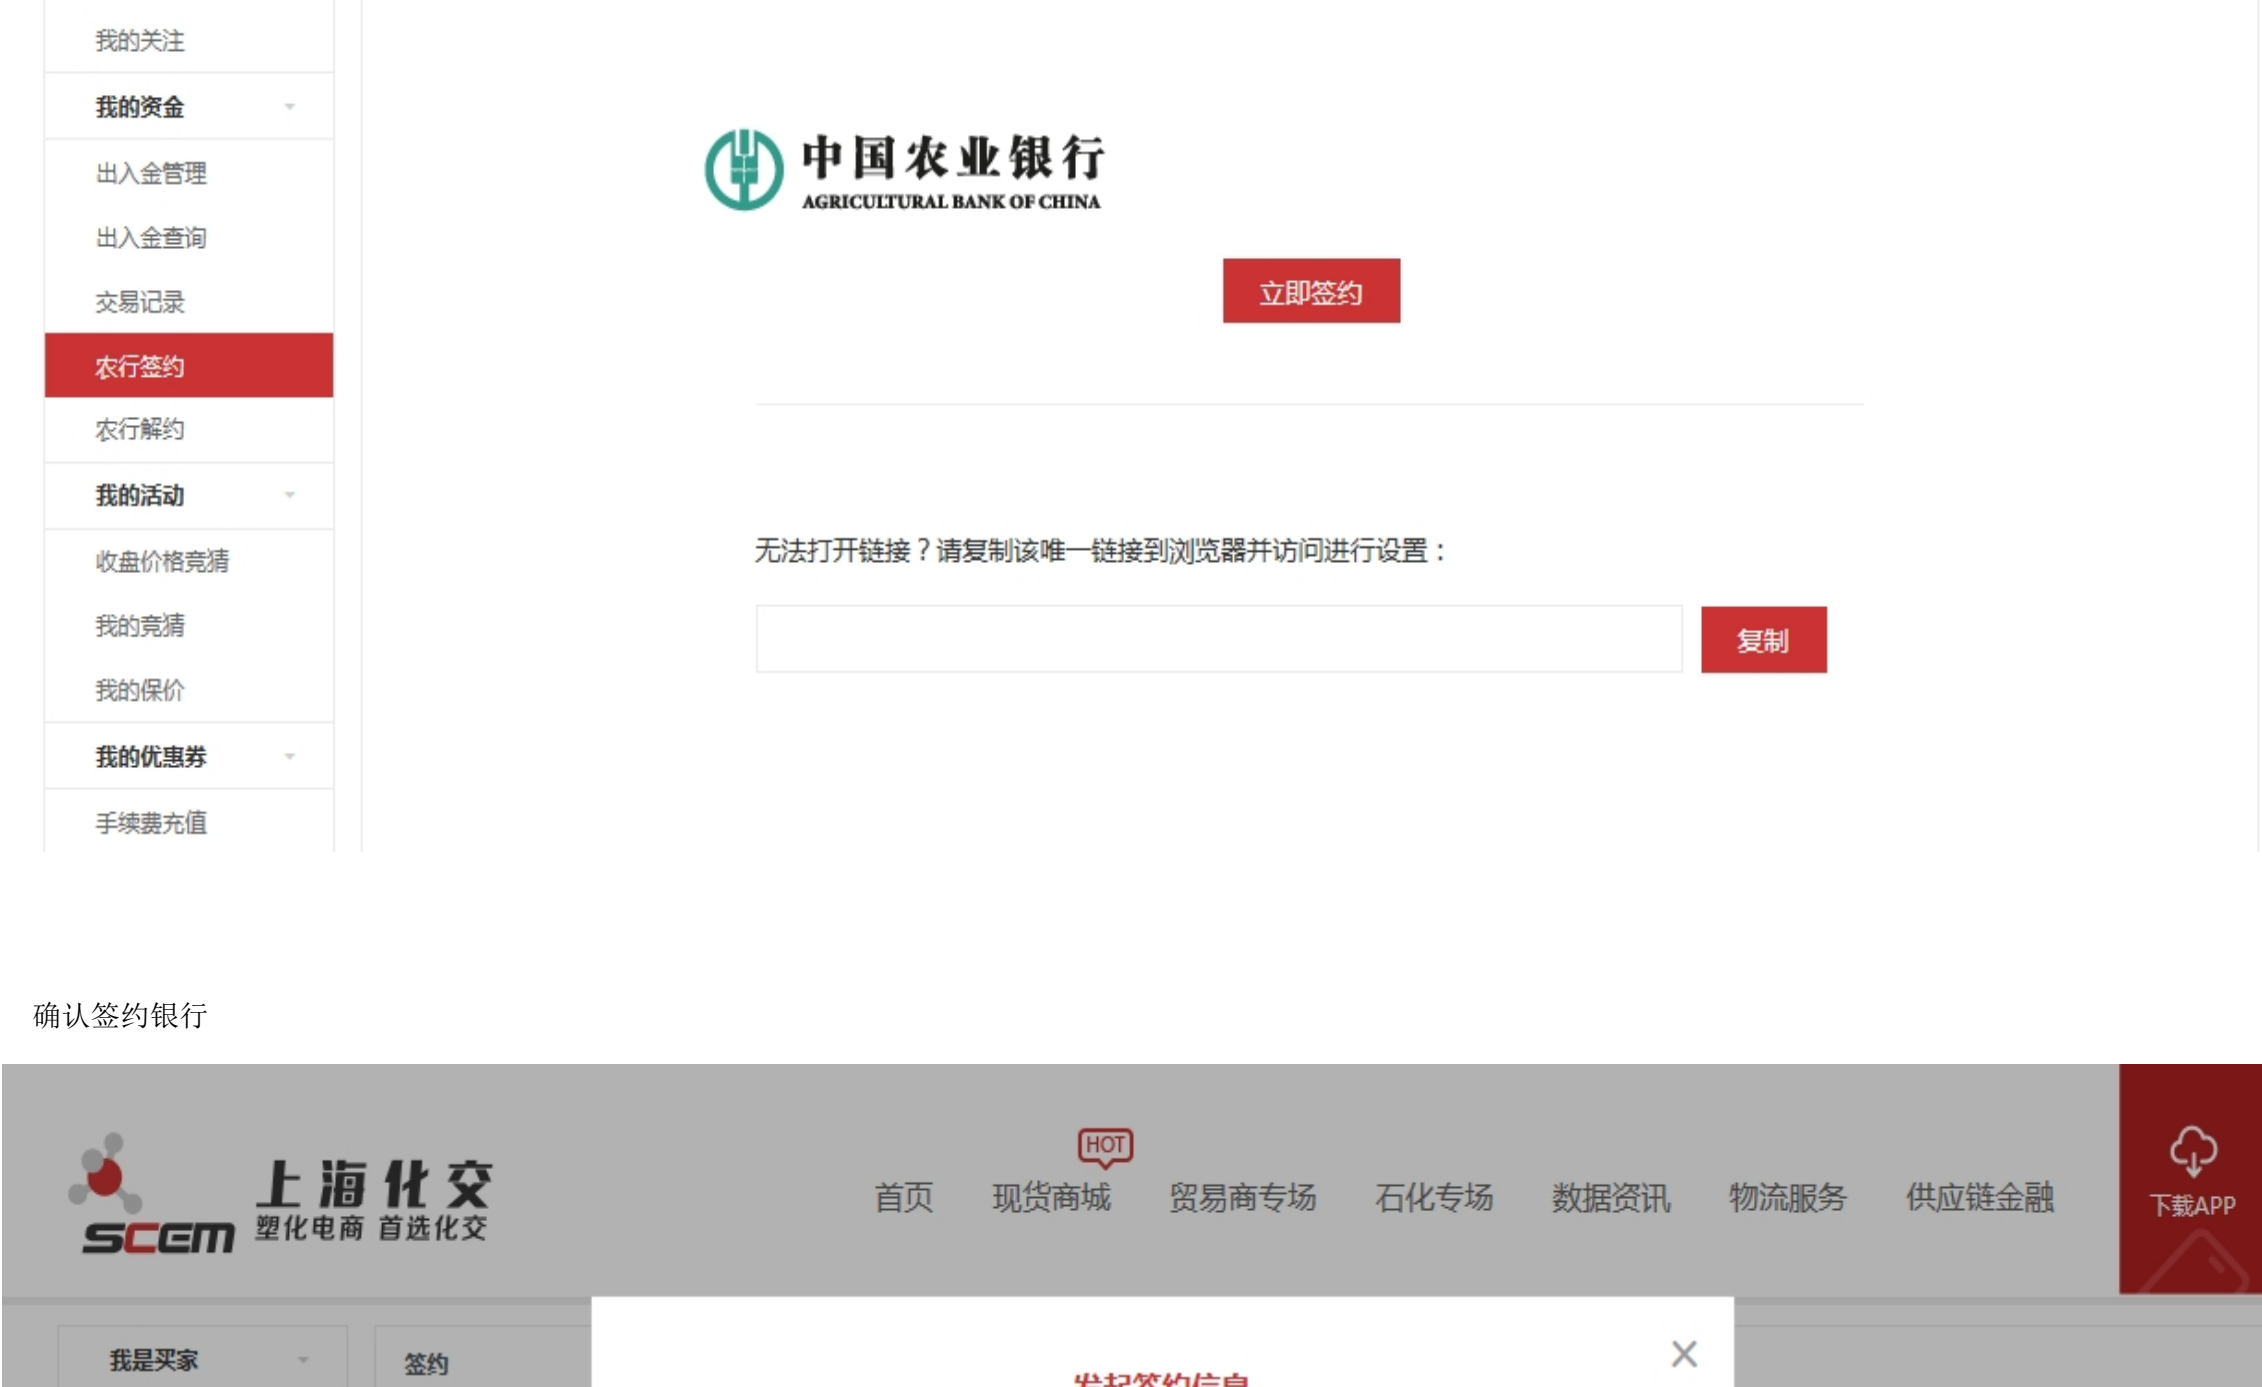 我的关注
我的资金
出入金管理
出入金查询
交易记录
农行签约
农行解约
我的活动
收盘价格竞猜
我的竞猜
我的保价
我的优惠券
手续费充值
中国农业银行
AGRICULTURAL BANK OF CHINA
立即签约
无法打开链接？请复制该唯一链接到浏览器并访问进行设置：
复制
确认签约银行
SCEM
上海化交
塑化电商 首选化交
HOT
首页 现货商城 贸易商专场 石化专场 数据资讯 物流服务 供应链金融
下载APP
我是买家
签约
发起签约信息